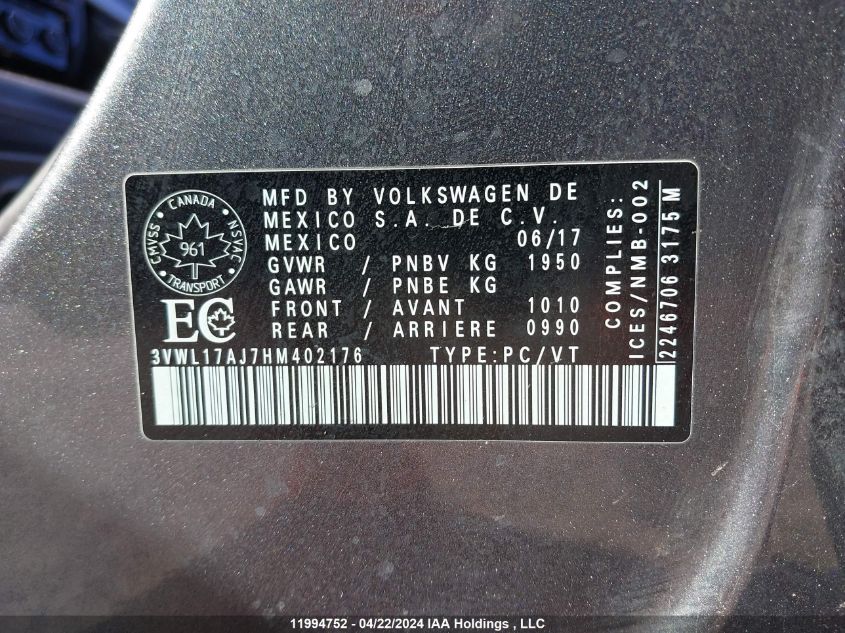 CANADA
CMVSS NSVAC
961
TRANSPORT
EC
MFD BY VOLKSWAGEN DE
MEXICO S.A. DE C.V.
MEXICO 06/17
GVWR / PNBV KG 1950
GAWR / PNBE KG
FRONT/ AVANT 1010
REAR / ARRIERE 0990
3VWL17AJ7HM402176 TYPE:PC/VT
COMPLIES:
ICES/NMB-002
2246706 3175 M
11994752 - 04/22/2024 IAA Holdings , LLC